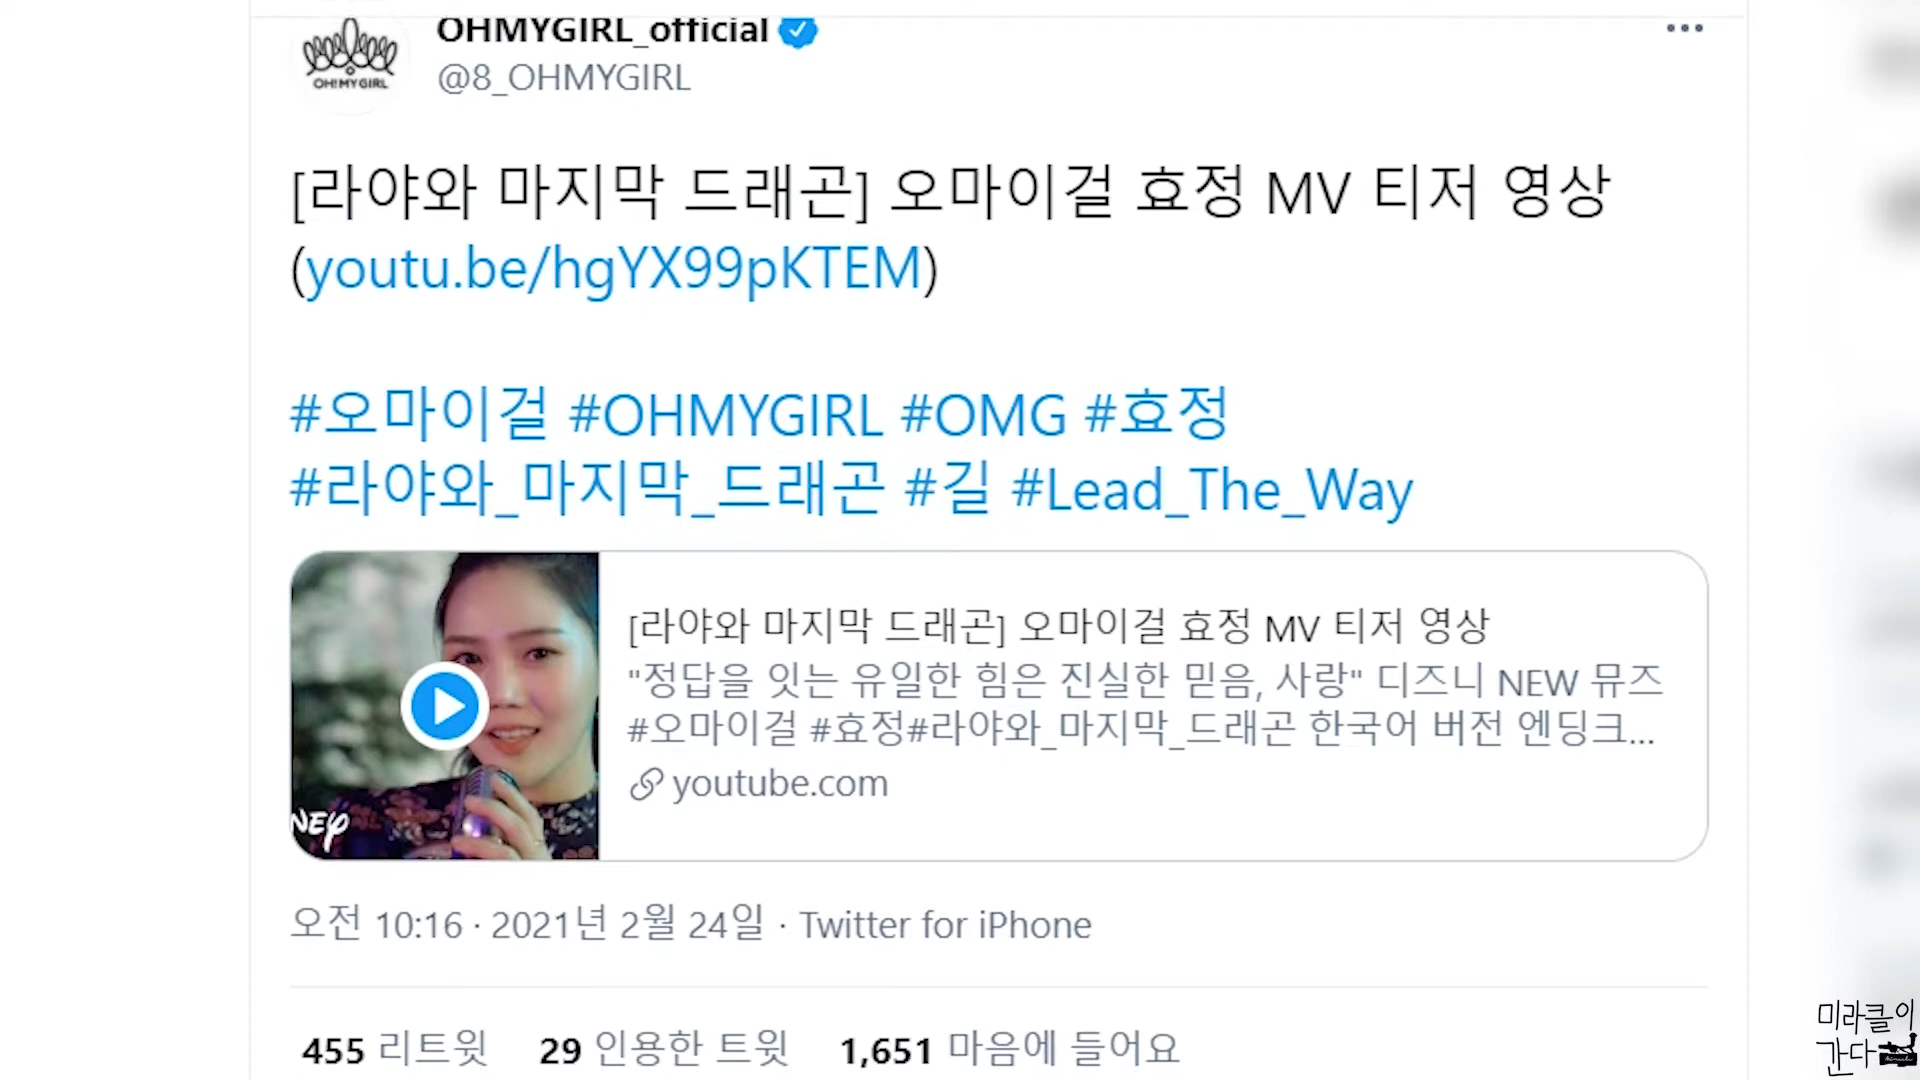 OHMYGIRL_official
OH!MY GIRL
@8_OHMYGIRL
[라야와 마지막 드래곤] 오마이걸 효정 MV 티저 영상
(youtu.be/hgYX99pKTEM)
#오마이걸 #OHMYGIRL #OMG #효정
#라야와_마지막_드래곤 #길 #Lead_The_Way
[라야와 마지막 드래곤] 오마이걸 효정 MV 티저 영상
"정답을 잇는 유일한 힘은 진실한 믿음, 사랑" 디즈니 NEW 뮤즈
#오마이걸 #효정#라야와_마지막_드래곤 한국어 버전 엔딩크...
youtube.com
NEY
오전 10:16 · 2021년 2월 24일 · Twitter for iPhone
455 리트윗 29 인용한 트윗 1,651 마음에 들어요
미라클이
간다